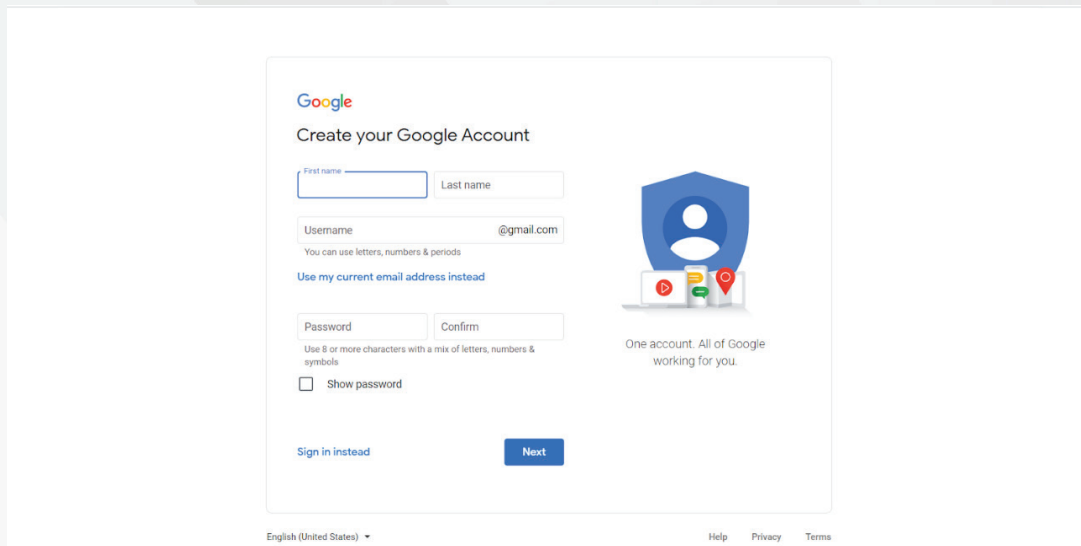 Google
Create your Google Account
First name
Last name
Username @gmail.com
You can use letters, numbers & periods
Use my current email address instead
Password
Confirm
Use 8 or more characters with a mix of letters, numbers &
symbols
Show password
One account. All of Google
working for you.
Sign in instead
Next
English (United States)
Help
Privacy
Terms